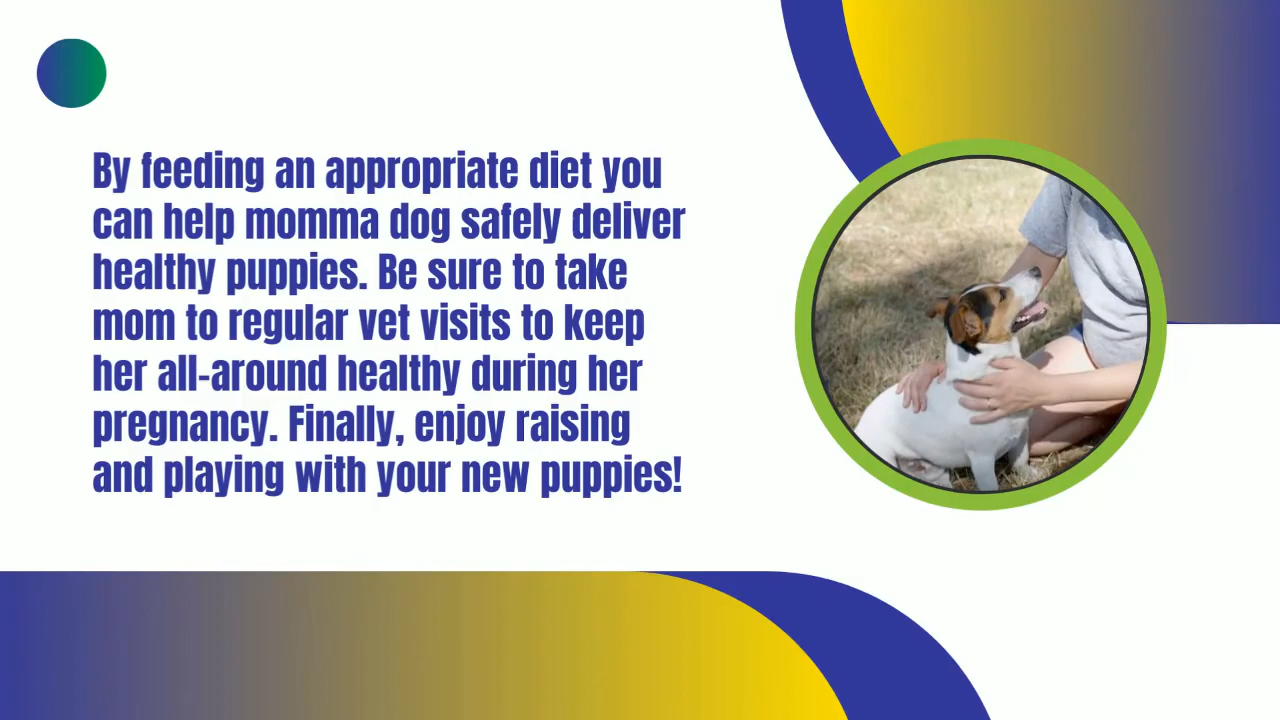 By feeding an appropriate diet you
can help momma dog safely deliver
healthy puppies. Be sure to take
mom to regular vet visits to keep
her all-around healthy during her
pregnancy. Finally, enjoy raising
and playing with your new puppies!